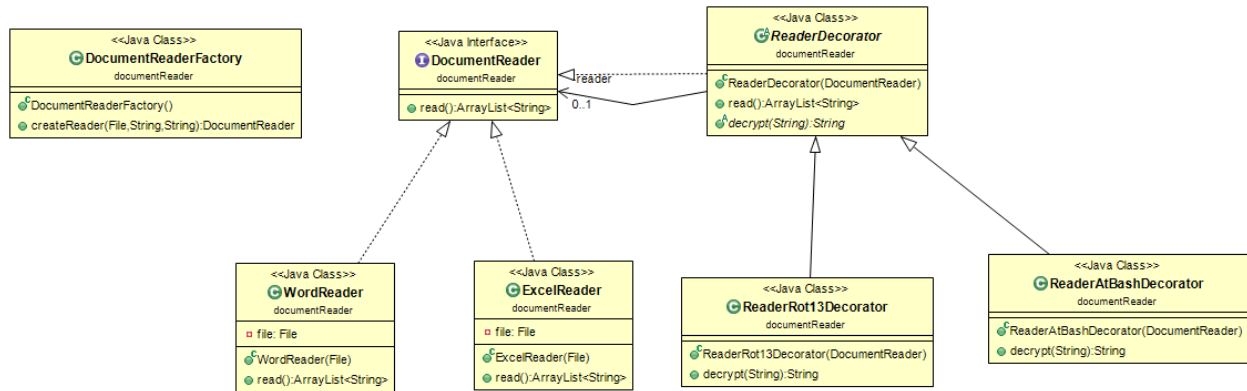 <<Java Class>>
DocumentReaderFactory
documentReader
DocumentReaderFactory()
createReader(File,String,String):DocumentReader
<<Java Interface>>
DocumentReader
documentReader
read():ArrayList<String>
reader
0..1
<<Java Class>>
ReaderDecorator
documentReader
ReaderDecorator(DocumentReader)
read():ArrayList<String>
decrypt(String):String
<<Java Class>>
WordReader
documentReader
file: File
WordReader(File)
read():ArrayList<String>
<<Java Class>>
ExcelReader
documentReader
file: File
ExcelReader(File)
read():ArrayList<String>
<<Java Class>>
ReaderRot13Decorator
documentReader
ReaderRot13Decorator(DocumentReader)
decrypt(String):String
<<Java Class>>
ReaderAtBashDecorator
documentReader
ReaderAtBashDecorator(DocumentReader)
decrypt(String):String